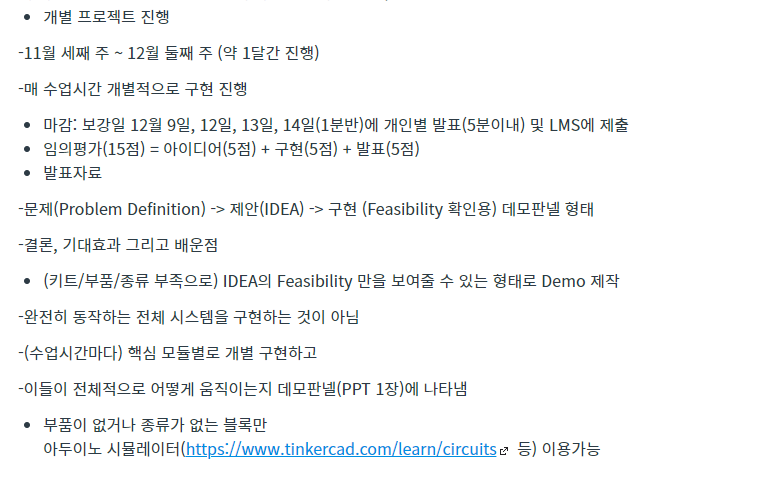 개별 프로젝트 진행
-11월 세째 주 ~ 12월 둘째 주 (약 1달간 진행)
-매 수업시간 개별적으로 구현 진행
마감: 보강일 12월 9일, 12일, 13일, 14일(1분반)에 개인별 발표(5분이내) 및 LMS에 제출
임의평가(15점) = 아이디어(5점) + 구현(5점) + 발표(5점)
발표자료
-문제(Problem Definition) -> 제안(IDEA) -> 구현 (Feasibility 확인용) 데모판넬 형태
-결론, 기대효과 그리고 배운점
(키트/부품/종류 부족으로) IDEA의 Feasibility 만을 보여줄 수 있는 형태로 Demo 제작
-완전히 동작하는 전체 시스템을 구현하는 것이 아님
-(수업시간마다) 핵심 모듈별로 개별 구현하고
-이들이 전체적으로 어떻게 움직이는지 데모판넬(PPT 1장)에 나타냄
부품이 없거나 종류가 없는 블록만
아두이노 시뮬레이터(https://www.tinkercad.com/learn/circuits 등) 이용가능